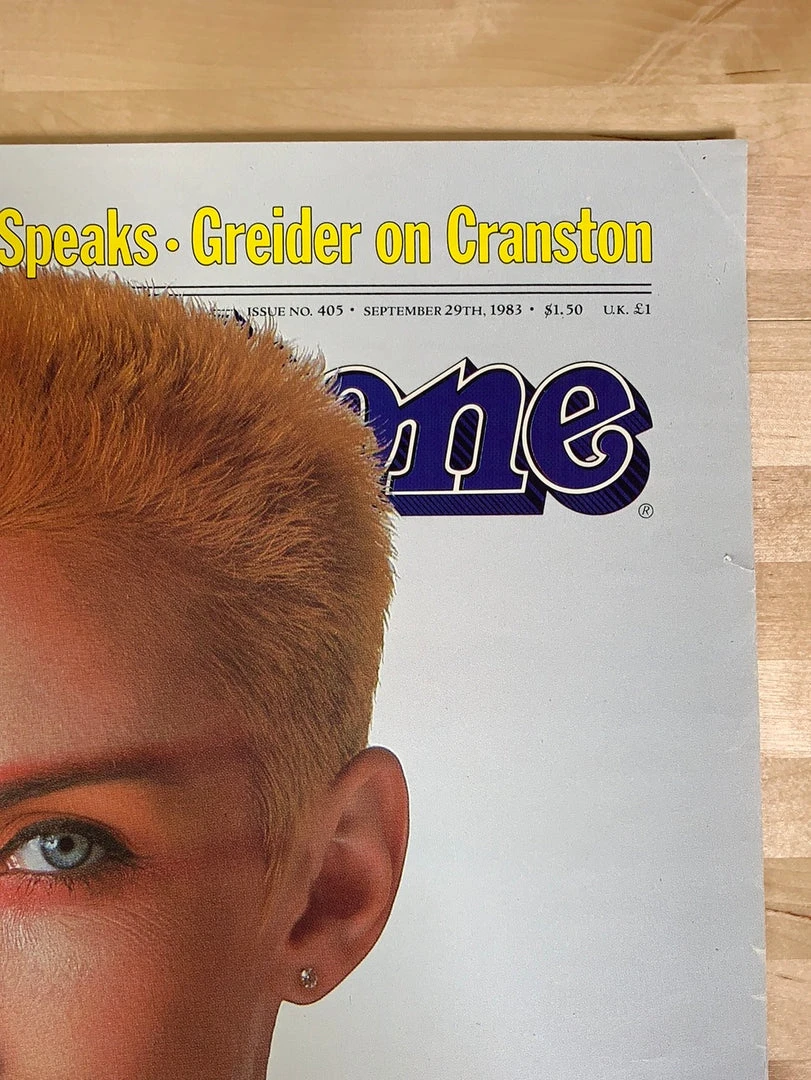 Speaks · Greider on Cranston
ISSUE NO. 405 • SEPTEMBER 29TH, 1983 • $1.50 U.K. £1
one
®